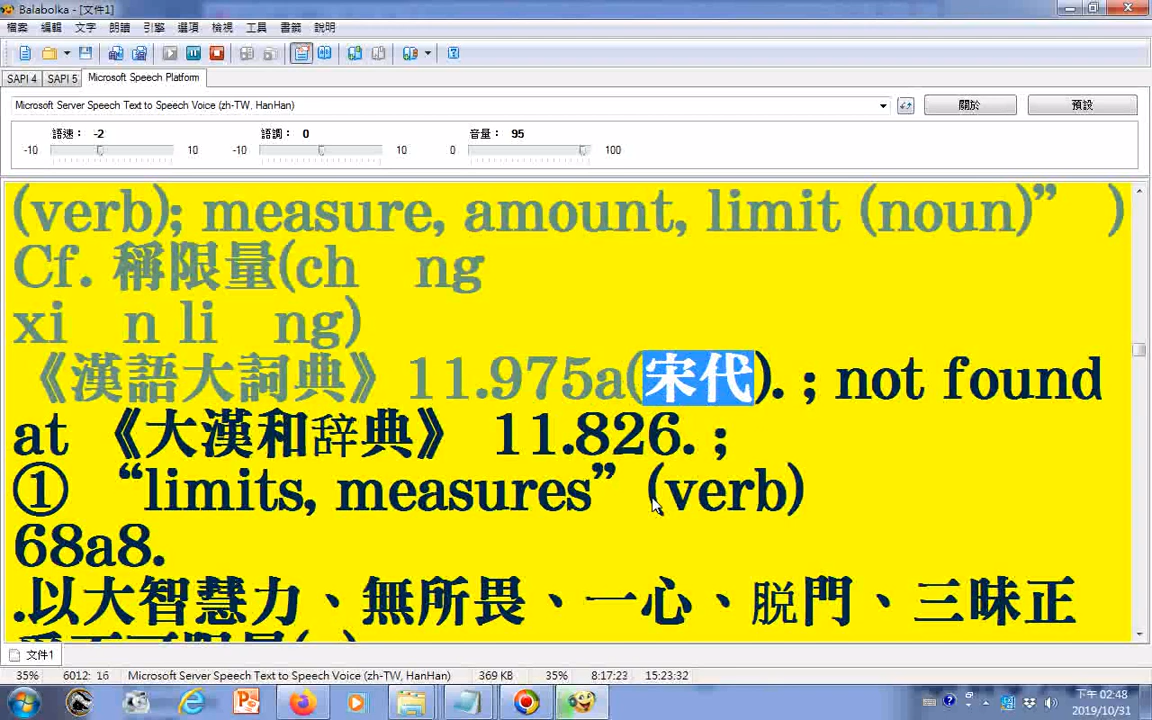 Balabolka - [文件1]
檔案 編輯 文字 朗讀 引擎 選項 檢視 工具 書籤 說明
SAPI 4 SAPI 5 Microsoft Speech Platform
Microsoft Server Speech Text to Speech Voice (zh-TW, HanHan) 關於 預設
語速： -2 語調： 0 音量： 95
-10 10 -10 10 0 100
(verb); measure, amount, limit (noun)” )
Cf. 稱限量(ch ng
xi n li ng)
《漢語大詞典》 11.975a(宋代). ; not found
at 《大漢和辞典》 11.826. ;
① “limits, measures” (verb)
68a8.
.以大智慧力、無所畏、一心、脱門、三昧正
文件1
35% 6012: 16 Microsoft Server Speech Text to Speech Voice (zh-TW, HanHan) 369 KB 35% 8:17:23 15:23:32
下午 02:48
2019/10/31